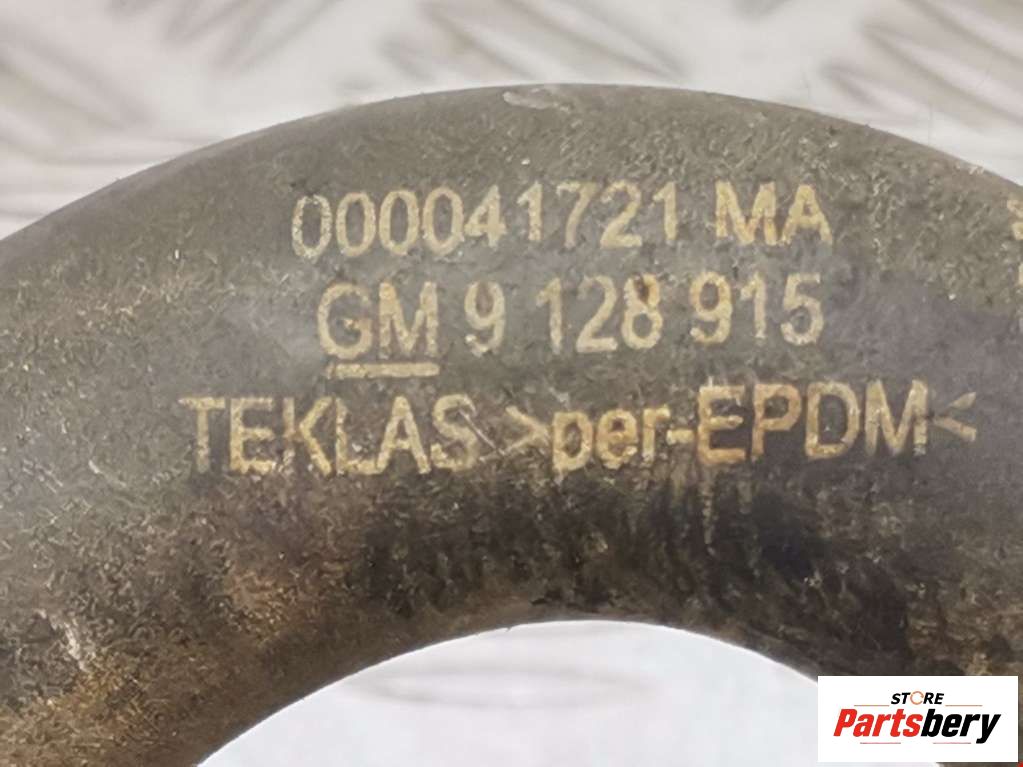 000041721 MA
GM 9 128 915
TEKLAS >per-EPDM<
STORE
Partsbery